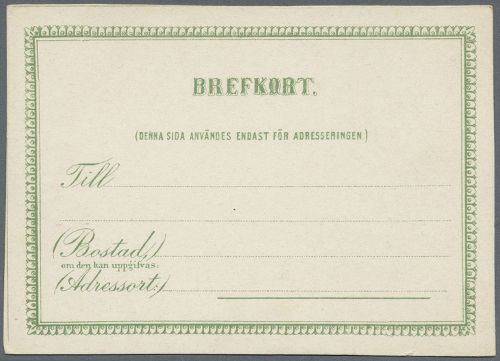 BREFKORT.
(DENNA SIDA ANVÄNDES ENDAST FÖR ADRESSERINGEN.)
Till
(Bostad,)
om den kan uppgifvas:
(Adressort:)